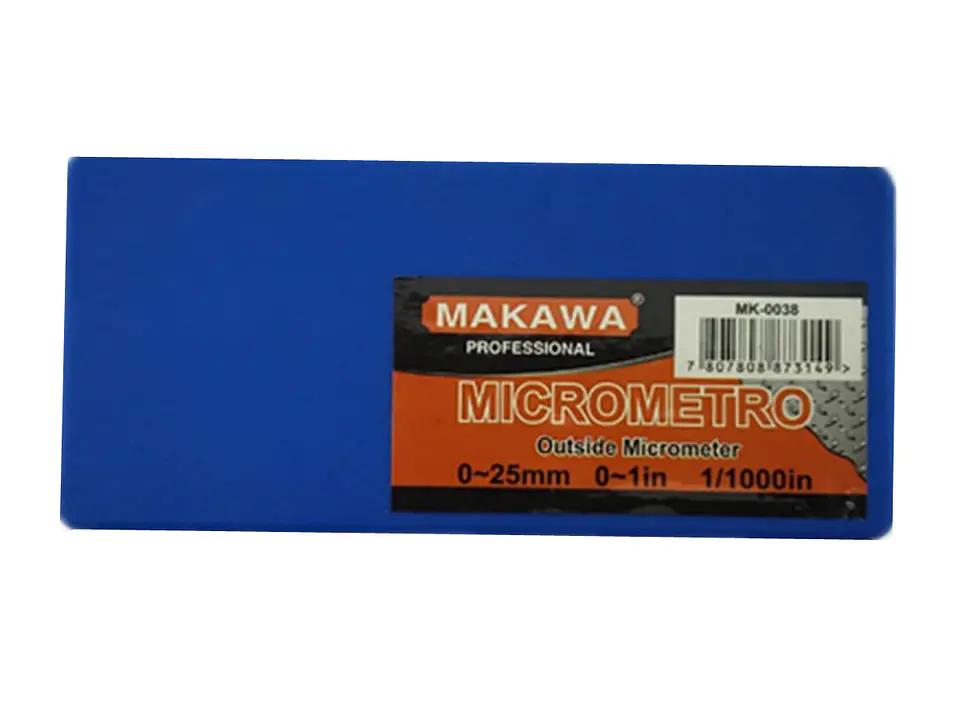 MAKAWA®
PROFESSIONAL
MK-0038
7 807808 873149 >
MICROMETRO
Outside Micrometer
0~25mm 0~1in 1/1000in